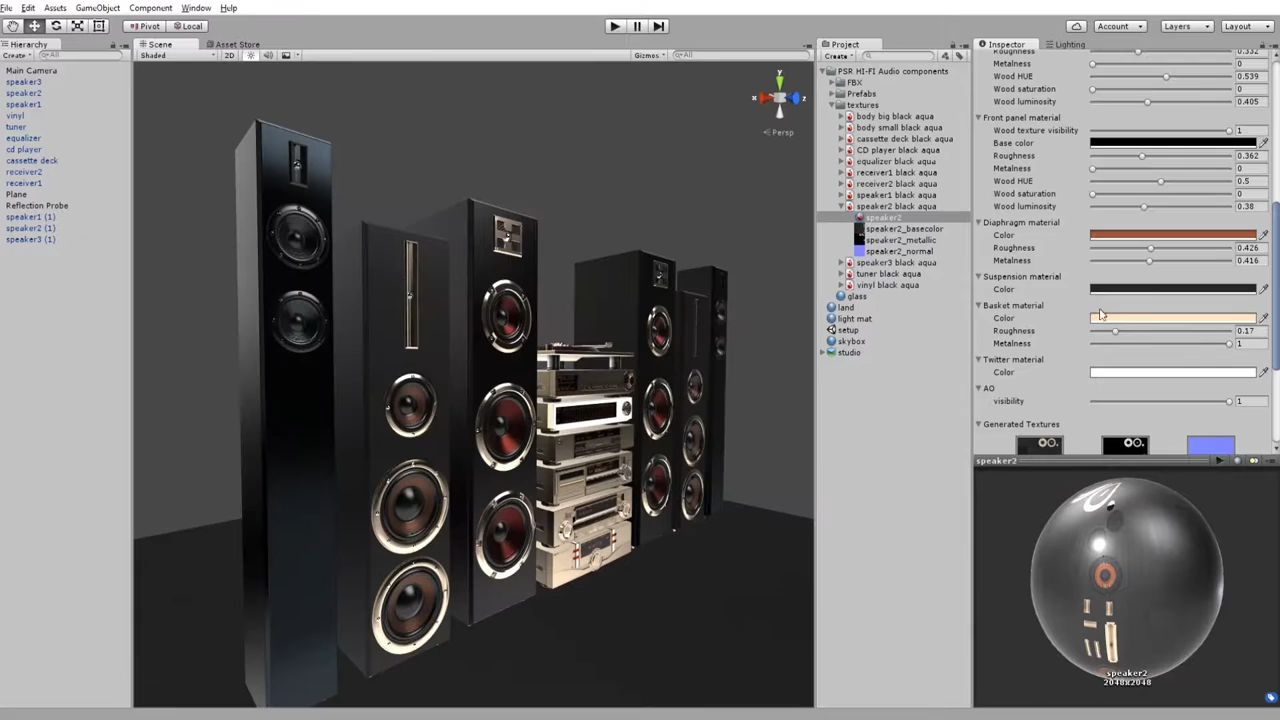 File Edit Assets GameObject Component Window Help
Pivot Local Account Layers Layout
Hierarchy
Create All
Main Camera
speaker3
speaker2
speaker1
vinyl
tuner
equalizer
cd player
cassette deck
receiver2
receiver1
Plane
Reflection Probe
speaker1 (1)
speaker2 (1)
speaker3 (1)
Scene Asset Store
Shaded 2D Gizmos All
y
x z
Persp
Project
Create
PSR HI-FI Audio components
FBX
Prefabs
textures
body big black aqua
body small black aqua
cassette deck black aqua
CD player black aqua
equalizer black aqua
receiver1 black aqua
receiver2 black aqua
speaker1 black aqua
speaker2 black aqua
speaker2
speaker2_basecolor
speaker2_metallic
speaker2_normal
speaker3 black aqua
tuner black aqua
vinyl black aqua
glass
land
light mat
setup
skybox
studio
Inspector Lighting
Roughness 0.332
Metalness 0
Wood HUE 0.539
Wood saturation 0
Wood luminosity 0.405
Front panel material
Wood texture visibility 1
Base color
Roughness 0.362
Metalness 0
Wood HUE 0.5
Wood saturation 0
Wood luminosity 0.38
Diaphragm material
Color
Roughness 0.426
Metalness 0.416
Suspension material
Color
Basket material
Color
Roughness 0.17
Metalness 1
Twitter material
Color
AO
visibility 1
Generated Textures
speaker2
speaker2
2048x2048